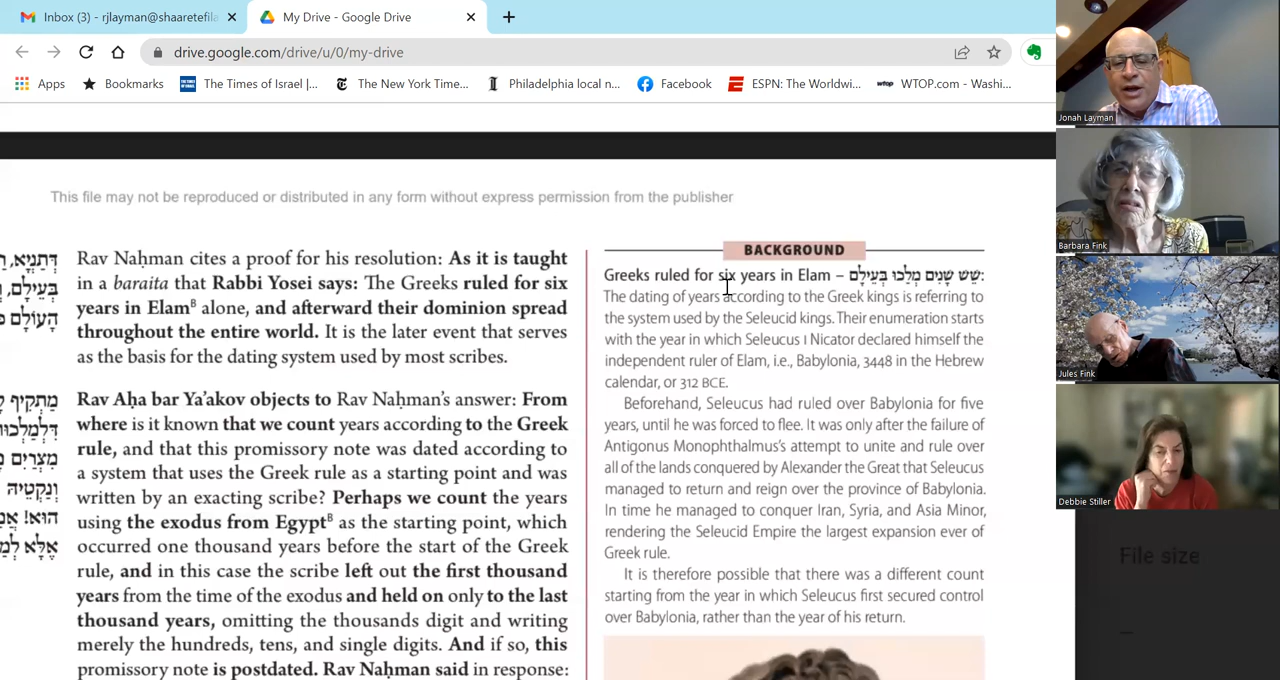 Inbox (3) - rjlayman@shaaretefila
My Drive - Google Drive
drive.google.com/drive/u/0/my-drive
Apps
Bookmarks
The Times of Israel |...
The New York Time...
Philadelphia local n...
Facebook
ESPN: The Worldwi...
wtop
WTOP.com - Washi...
This file may not be reproduced or distributed in any form without express permission from the publisher
דְּתַנְיָא,
בְּעֵילָם,
הָעוֹלָם
מַתְקֵיף
מִצְרַיִם
וְנָקְטֵיהּ
הוּא!
Rav Naḥman cites a proof for his solution: As it is taught
in a baraita that Rabbi Yosei says: The Greeks ruled for six
years in Elamᴮ alone, and afterward their dominion spread
throughout the entire world. It is the later event that serves
as the basis for the dating system used by most scribes.
Rav Aḥa bar Ya'akov objects to Rav Naḥman's answer: From
where is it known that we count years according to the Greek
rule, and that this promissory note was dated according to
a system that uses the Greek rule as a starting point and was
written by an exacting scribe? Perhaps we count the years
using the exodus from Egyptᴮ as the starting point, which
occurred one thousand years before the start of the Greek
rule, and in this case the scribe left out the first thousand
years from the time of the exodus and held on only to the last
thousand years, omitting the thousands digit and writing
merely the hundreds, tens, and single digits. And if so, this
promissory note is postdated. Rav Naḥman said in response:
BACKGROUND
Greeks ruled for six years in Elam – שֵׁשׁ שָׁנִים מָלְכוּ בְּעֵילָם:
The dating of years according to the Greek kings is referring to
the system used by the Seleucid kings. Their enumeration starts
with the year in which Seleucus I Nicator declared himself the
independent ruler of Elam, i.e., Babylonia, 3448 in the Hebrew
calendar, or 312 BCE.
Beforehand, Seleucus had ruled over Babylonia for five
years, until he was forced to flee. It was only after the failure of
Antigonus Monophthalmus's attempt to unite and rule over
all of the lands conquered by Alexander the Great that Seleucus
managed to return and reign over the province of Babylonia.
In time he managed to conquer Iran, Syria, and Asia Minor,
rendering the Seleucid Empire the largest expansion ever of
Greek rule.
It is therefore possible that there was a different count
starting from the year in which Seleucus first secured control
over Babylonia, rather than the year of his return.
Jonah Layman
Barbara Fink
Jules Fink
Debbie Stiller
File size